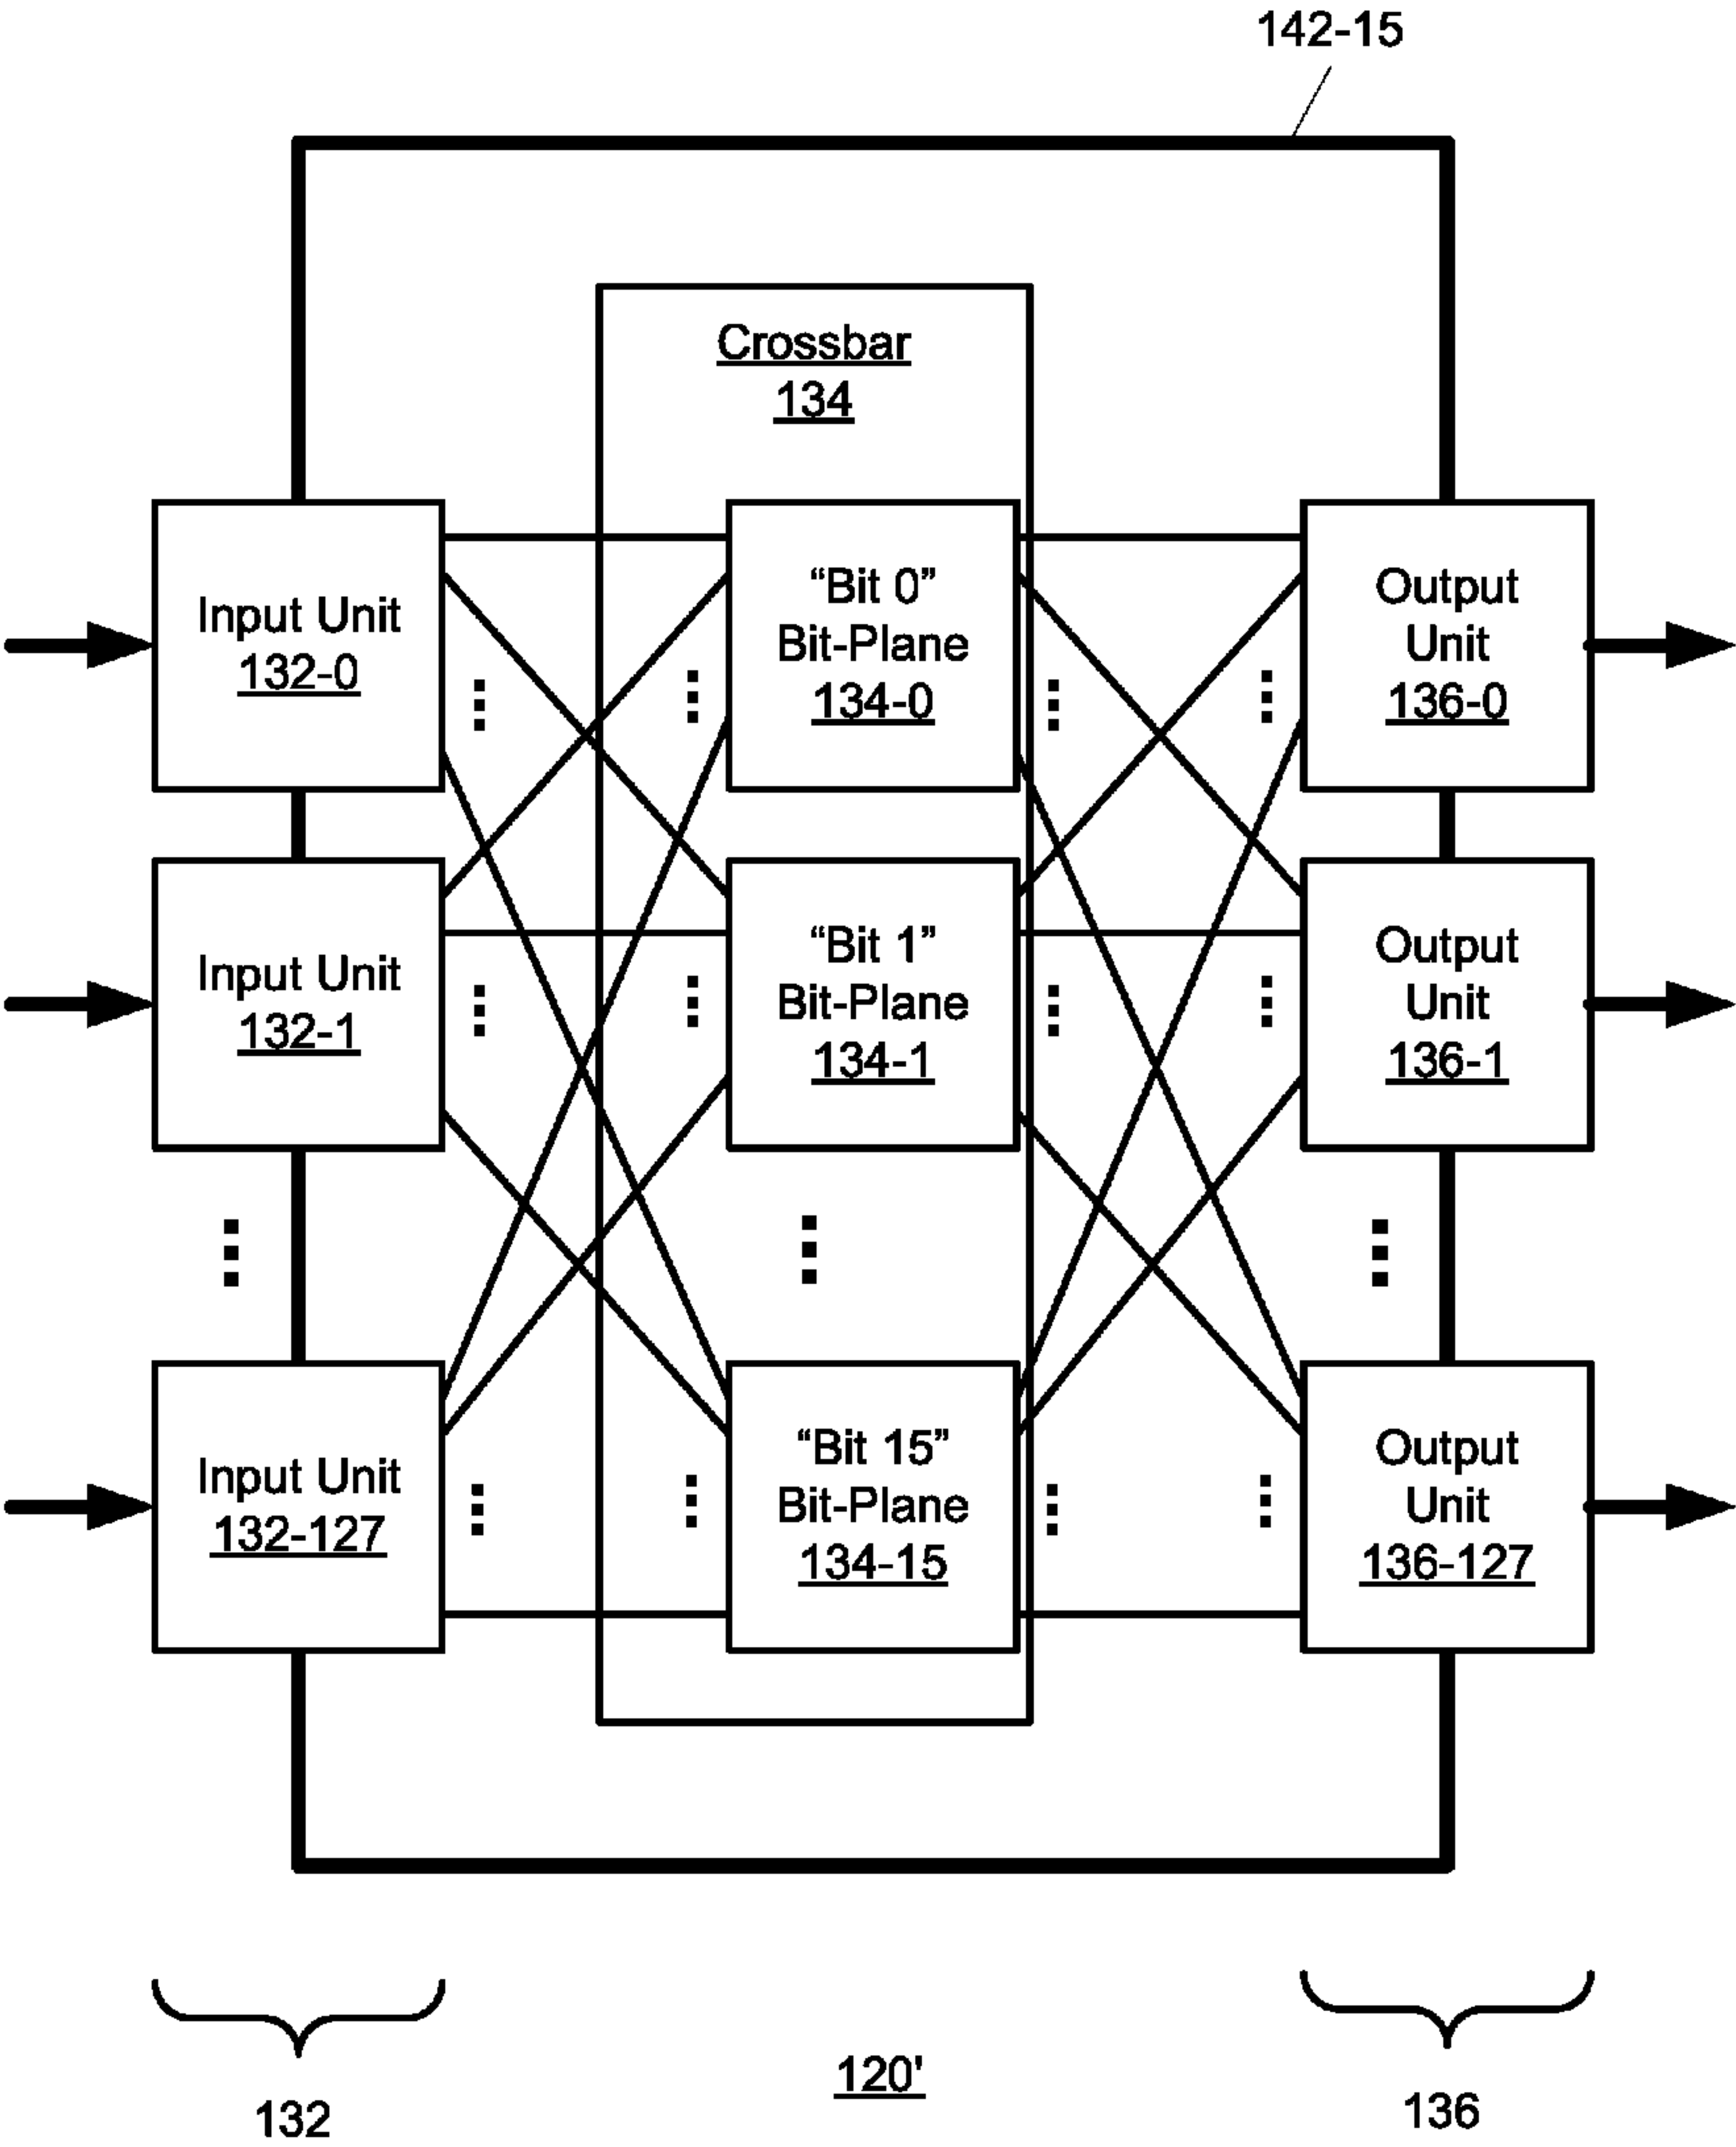 142-15
Crossbar
134
Input Unit
132-0
"Bit 0"
Bit-Plane
134-0
Output
Unit
136-0
Input Unit
132-1
"Bit 1"
Bit-Plane
134-1
Output
Unit
136-1
Input Unit
132-127
"Bit 15"
Bit-Plane
134-15
Output
Unit
136-127
132
120'
136